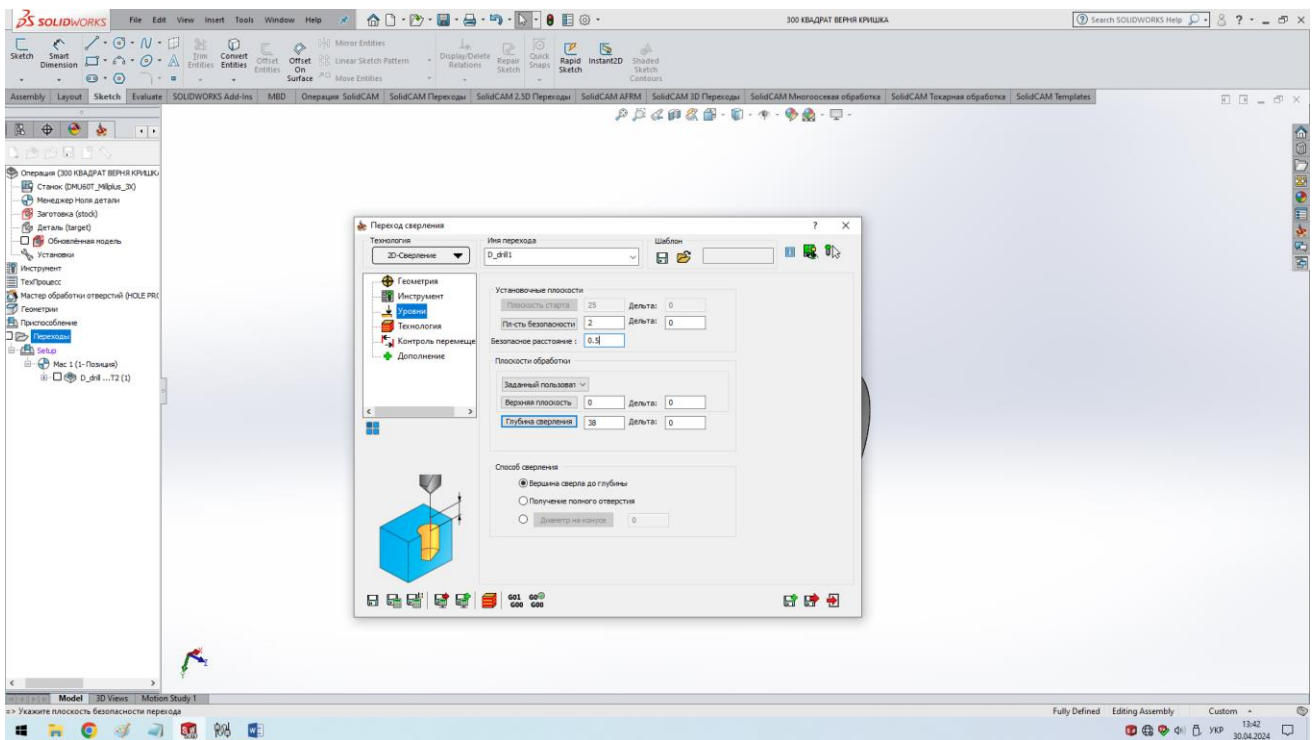 SOLIDWORKS File Edit View Insert Tools Window Help 300 КВАДРАТ ВЕРНЯ КРИШКА Search SOLIDWORKS Help
Sketch Smart Dimension Trim Entities Convert Entities Offset Entities Offset On Surface Mirror Entities Linear Sketch Pattern Move Entities Display/Delete Relations Repair Sketch Quick Snaps Rapid Sketch Instant2D Shaded Sketch Contours
Assembly Layout Sketch Evaluate SOLIDWORKS Add-Ins MBD Операция SolidCAM SolidCAM Переходы SolidCAM 2.5D Переходы SolidCAM AFRM SolidCAM 3D Переходы SolidCAM Многоосевая обработка SolidCAM Токарная обработка SolidCAM Templates
Операция (300 КВАДРАТ ВЕРНЯ КРИШК
Станок (DMU60T_Millplus_3X)
Менеджер Ноля детали
Заготовка (stock)
Деталь (target)
Обновлённая модель
Установки
Инструмент
ТехПроцесс
Мастер обработки отверстий (HOLE PRO
Геометрии
Приспособление
Переходы
Setup
Mac 1 (1- Позиция)
D_drill ...T2 (1)
Переход сверления ? X
Технология Имя перехода Шаблон
2D-Сверление D_drill1
Геометрия
Инструмент
Уровни
Технология
Контроль перемеще
Дополнение
Установочные плоскости
Плоскость старта 25 Дельта: 0
Пл-сть безопасности 2 Дельта: 0
Безопасное расстояние : 0.5
Плоскости обработки
Заданный пользоват
Верхняя плоскость 0 Дельта: 0
Глубина сверления 38 Дельта: 0
Способ сверления
Вершина сверла до глубины
Получение полного отверстия
Диаметр на конусе 0
G01 G00 G0 G00
Model 3D Views Motion Study 1
=> Укажите плоскость безопасности перехода Fully Defined Editing Assembly Custom
УКР 13:42
30.04.2024